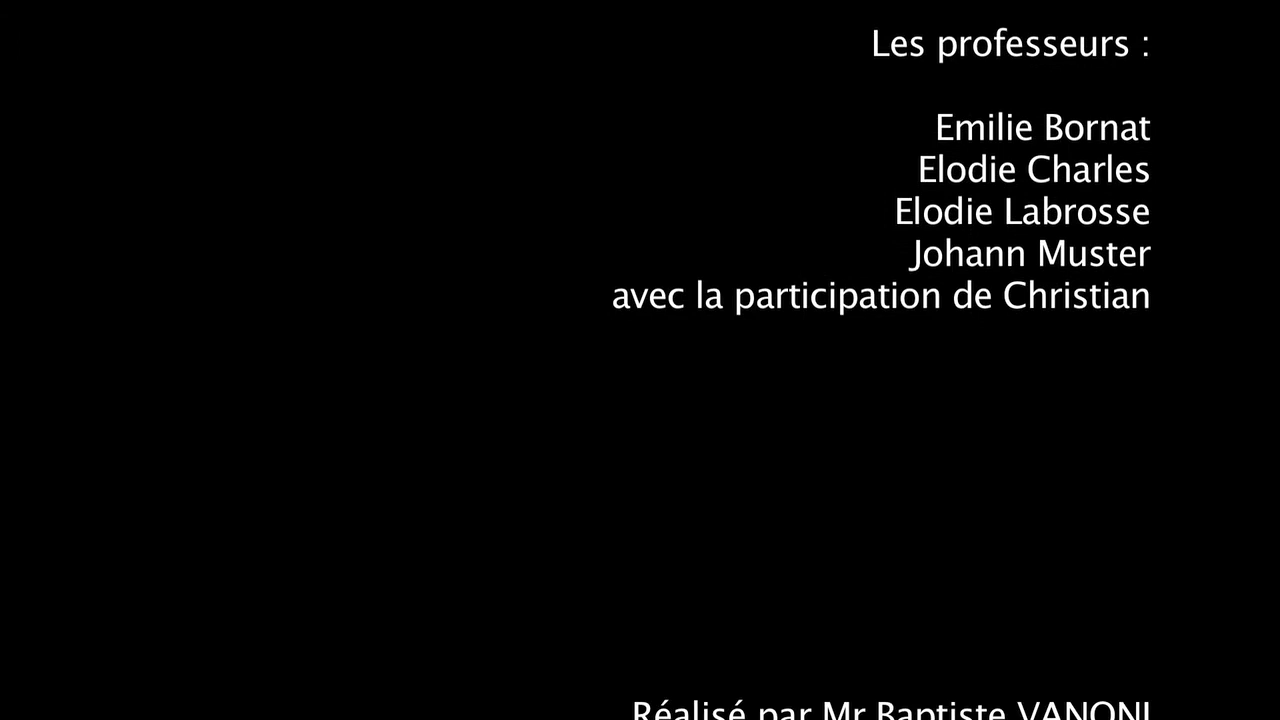 Les professeurs :
Emilie Bornat
Elodie Charles
Elodie Labrosse
Johann Muster
avec la participation de Christian
Réalisé par Mr Baptiste VANONI